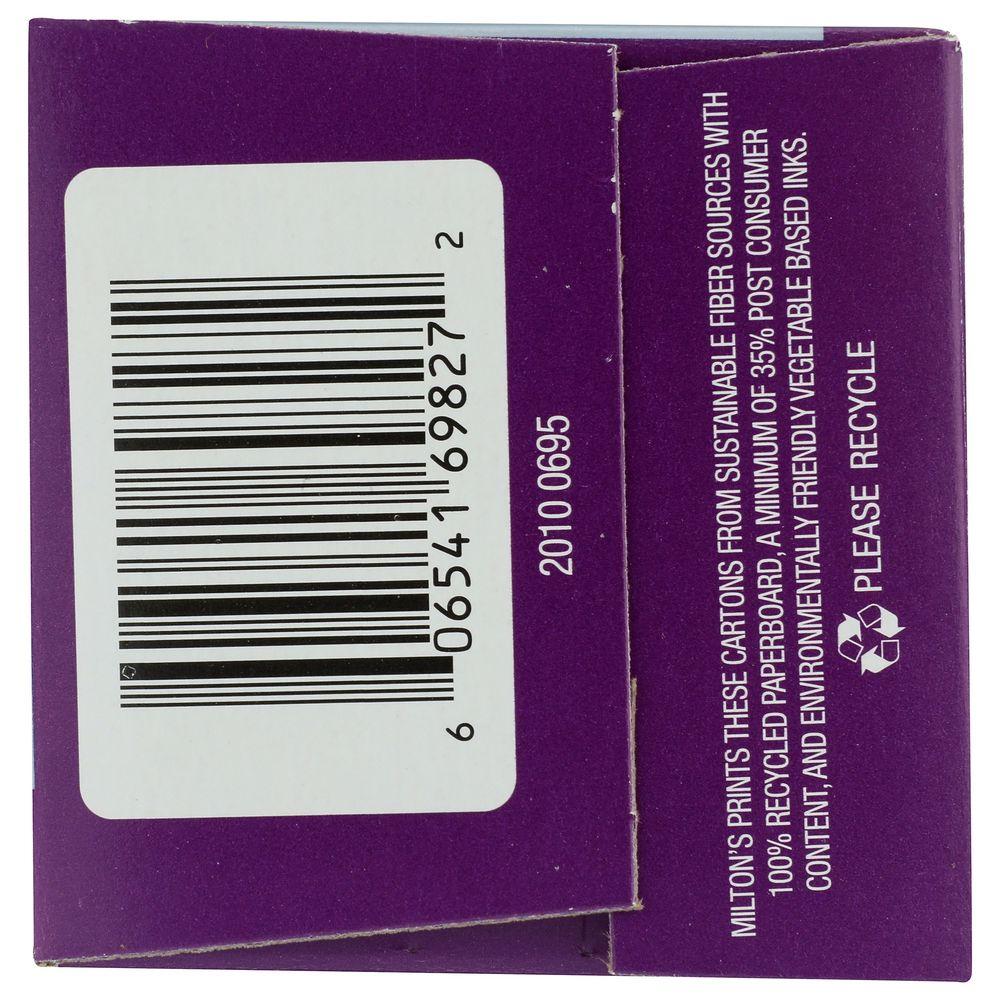 6 06541 69827 2
2010 0695
MILTON'S PRINTS THESE CARTONS FROM SUSTAINABLE FIBER SOURCES WITH
100% RECYCLED PAPERBOARD, A MINIMUM OF 35% POST CONSUMER
CONTENT, AND ENVIRONMENTALLY FRIENDLY VEGETABLE BASED INKS.
PLEASE RECYCLE